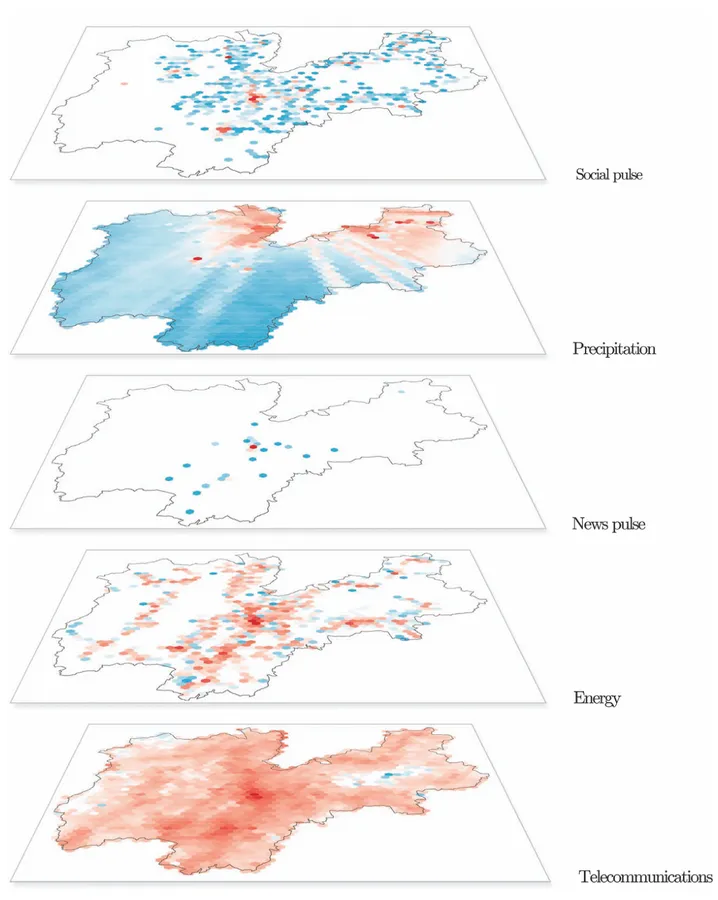 Social pulse
Precipitation
News pulse
Energy
Telecommunications